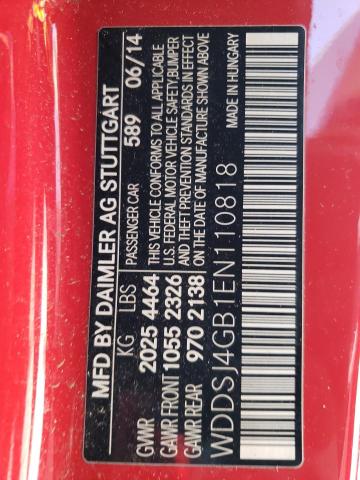 MFD BY DAIMLER AG STUTTGART
KG LBS PASSENGER CAR 589 06/14
GVWR 2025 4464 THIS VEHICLE CONFORMS TO ALL APPLICABLE
U.S. FEDERAL MOTOR VEHICLE SAFETY, BUMPER
GAWR FRONT 1055 2326 AND THEFT PREVENTION STANDARDS IN EFFECT
GAWR REAR 970 2138 ON THE DATE OF MANUFACTURE SHOWN ABOVE
MADE IN HUNGARY
WDDSJ4GB1EN110818